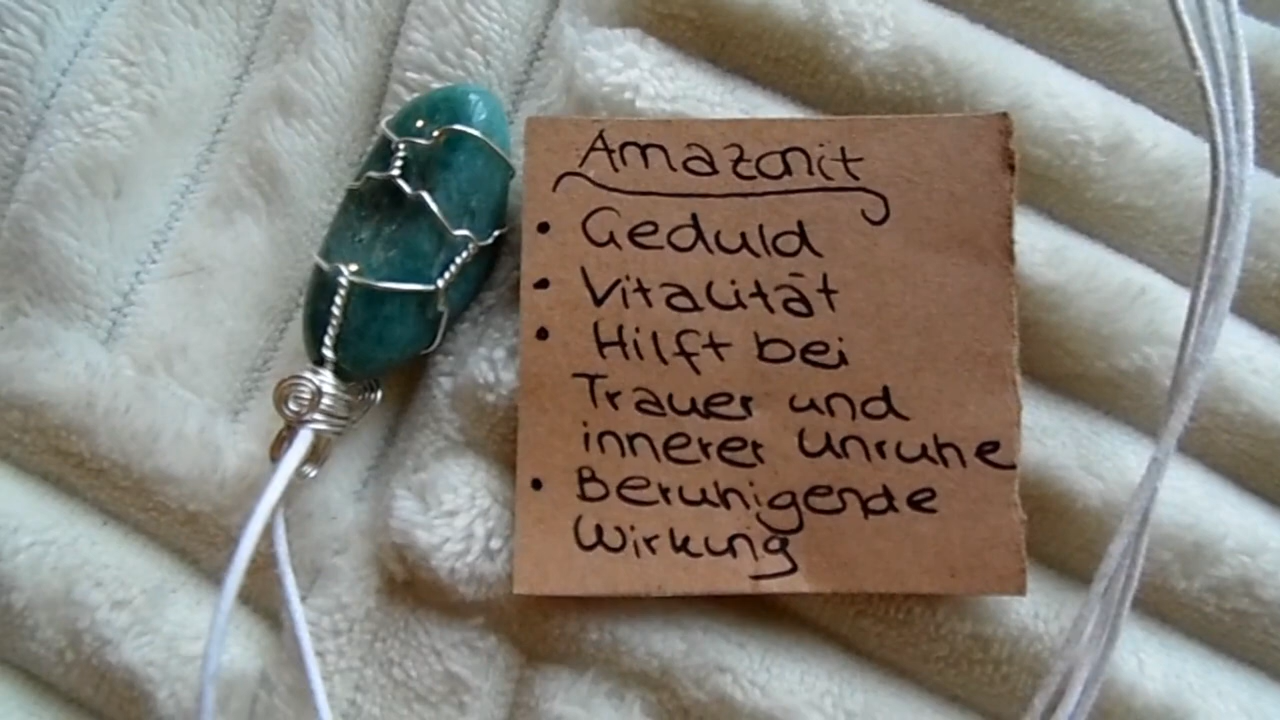 Amazonit
• Geduld
• Vitalität
• Hilft bei
Trauer und
innerer Unruhe
• Beruhigende
Wirkung